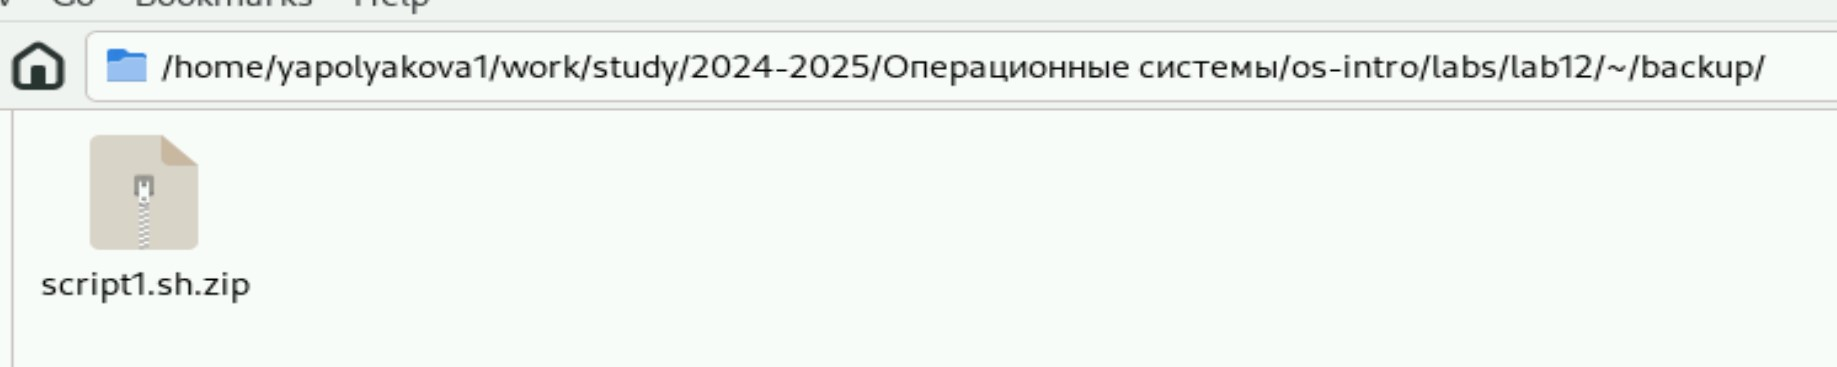 Go Bookmarks Help
/home/yapolyakova1/work/study/2024-2025/Операционные системы/os-intro/labs/lab12/~/backup/
script1.sh.zip